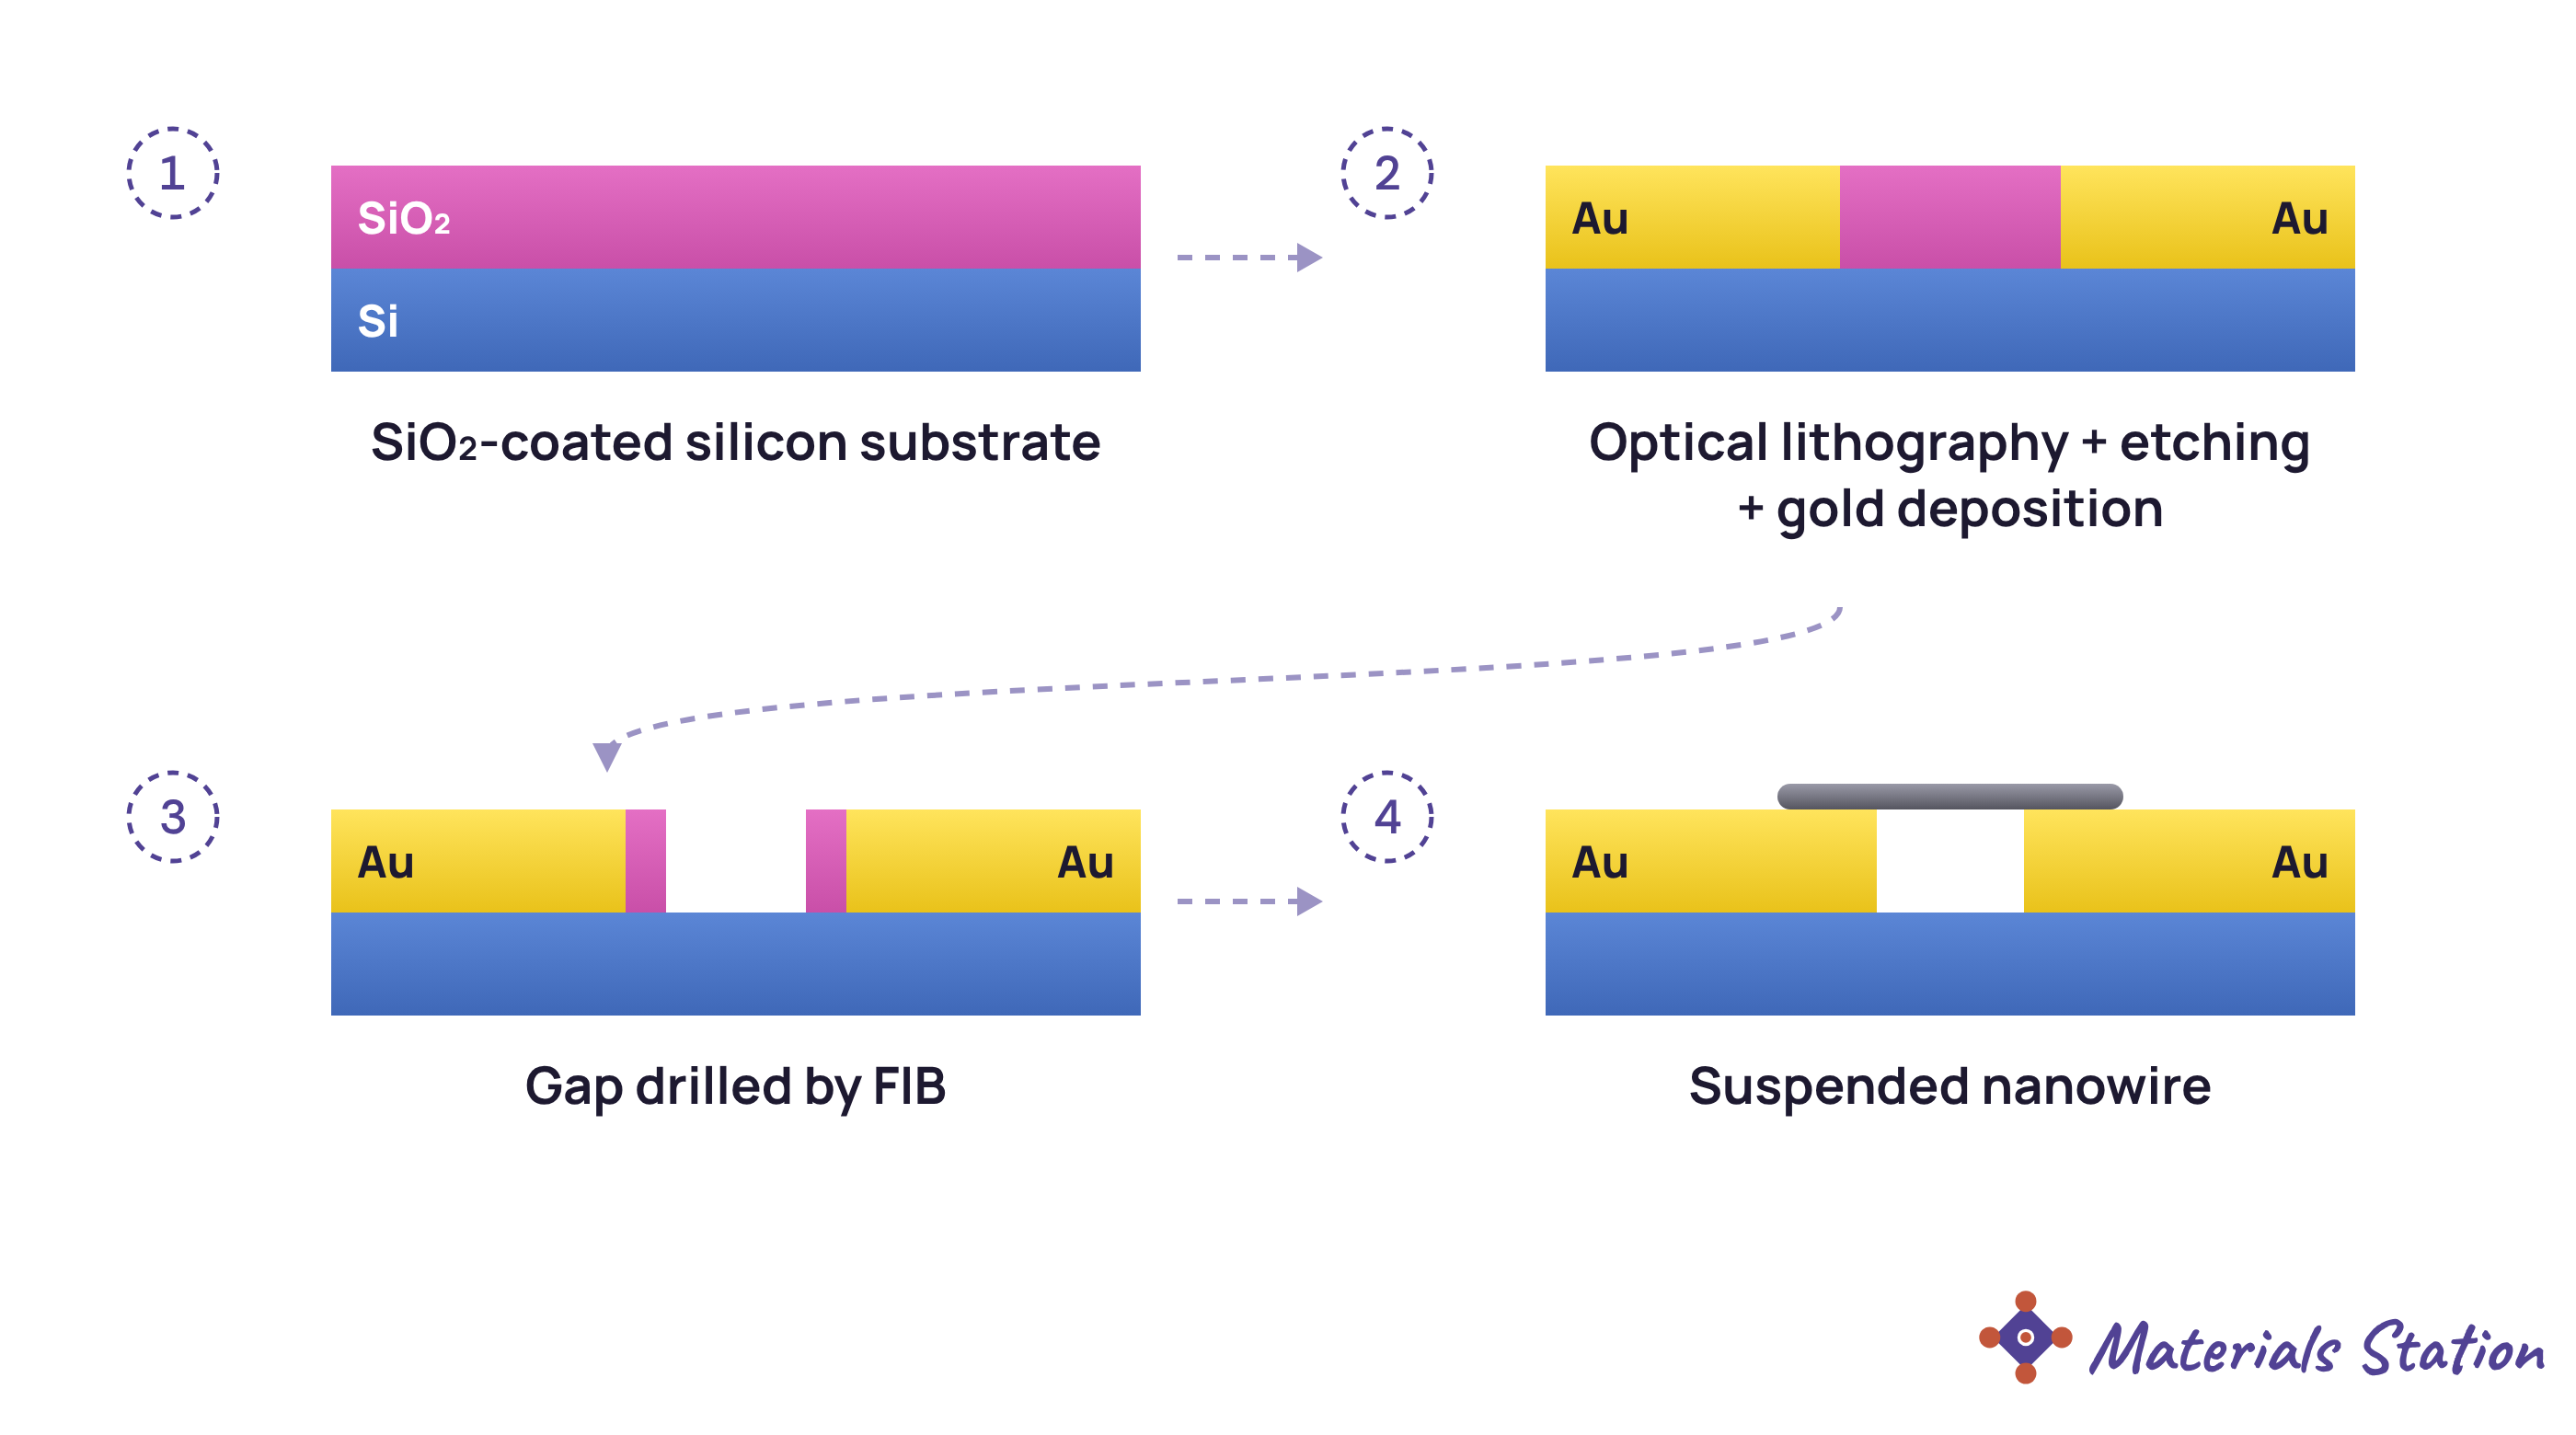 1
SiO₂
Si
SiO₂-coated silicon substrate
2
Au
Au
Optical lithography + etching
+ gold deposition
3
Au
Au
Gap drilled by FIB
4
Au
Au
Suspended nanowire
Materials Station